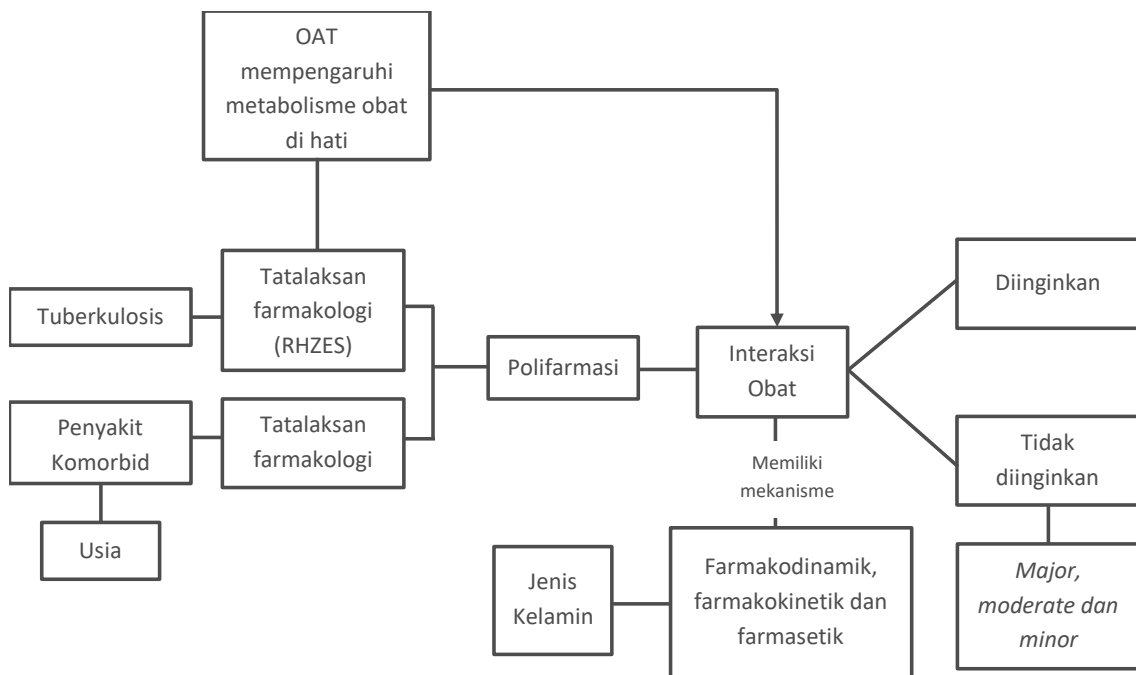 OAT
mempengaruhi
metabolisme obat
di hati
Tuberkulosis
Tatalaksan
farmakologi
(RHZES)
Penyakit
Komorbid
Tatalaksan
farmakologi
Usia
Polifarmasi
Interaksi
Obat
Diinginkan
Tidak
diinginkan
Memiliki
mekanisme
Jenis
Kelamin
Farmakodinamik,
farmakokinetik dan
farmasetik
Major,
moderate dan
minor